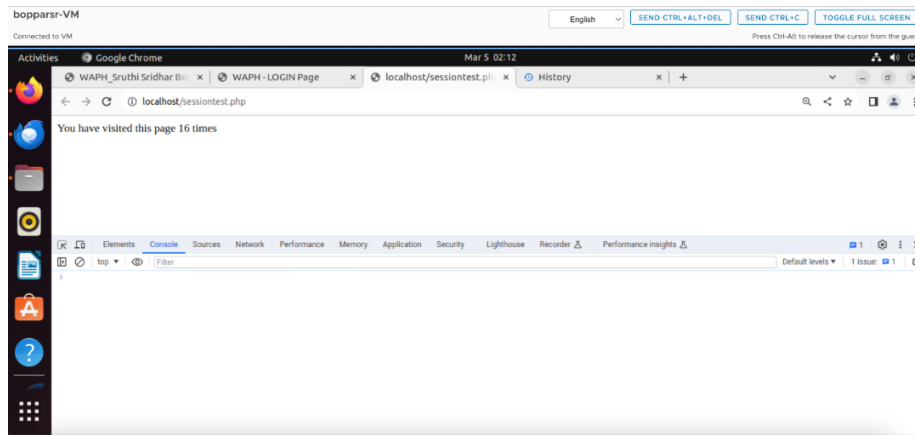 bopparsr-VM
English
SEND CTRL+ALT+DEL
SEND CTRL+C
TOGGLE FULL SCREEN
Connected to VM
Press Ctrl-Alt to release the cursor from the gue
Activities
Google Chrome
Mar 5 02:12
WAPH_Sruthi Sridhar Bo
WAPH-LOGIN Page
localhost/sessiontest.ph
History
localhost/sessiontest.php
You have visited this page 16 times
Elements Console Sources Network Performance Memory Application Security Lighthouse Recorder Performance insights 1
top Filter Default levels 1 Issue: 1